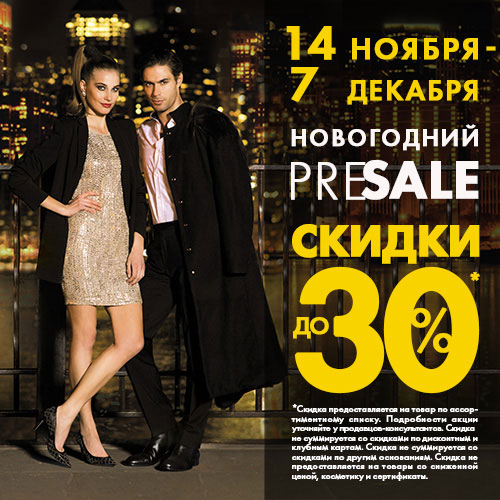 14 НОЯБРЯ -
7 ДЕКАБРЯ
НОВОГОДНИЙ
PRESALE
СКИДКИ
ДО 30%*
*Скидка предоставляется на товар по ассор-
тиментному списку. Подробности акции
уточняйте у продавцов-консультантов. Скидка
не суммируется со скидками по дисконтным и
клубным картам. Скидка не суммируется со
скидками по другим основаниям. Скидка не
предоставляется на товары со сниженной
ценой, косметику и сертификаты.